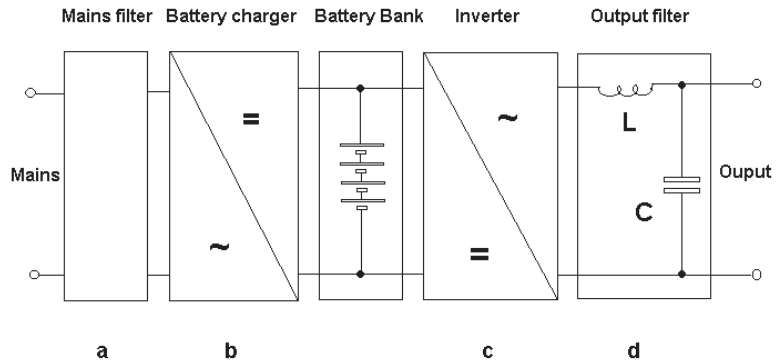 Mains filter Battery charger Battery Bank Inverter Output filter
= ~
L
Mains Ouput
C
~ =
a b c d